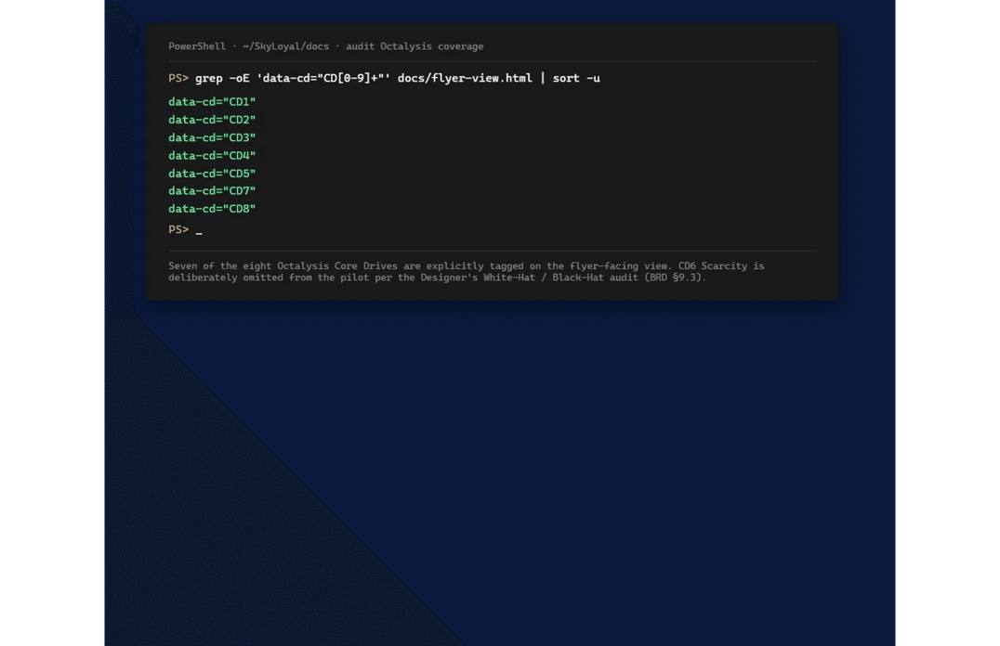 PowerShell · ~/SkyLoyal/docs · audit Octalysis coverage
PS> grep -oE 'data-cd="CD[0-9]+"' docs/flyer-view.html | sort -u
data-cd="CD1"
data-cd="CD2"
data-cd="CD3"
data-cd="CD4"
data-cd="CD5"
data-cd="CD7"
data-cd="CD8"
PS> _
Seven of the eight Octalysis Core Drives are explicitly tagged on the flyer-facing view. CD6 Scarcity is
deliberately omitted from the pilot per the Designer's White-Hat / Black-Hat audit (BRD §9.3).